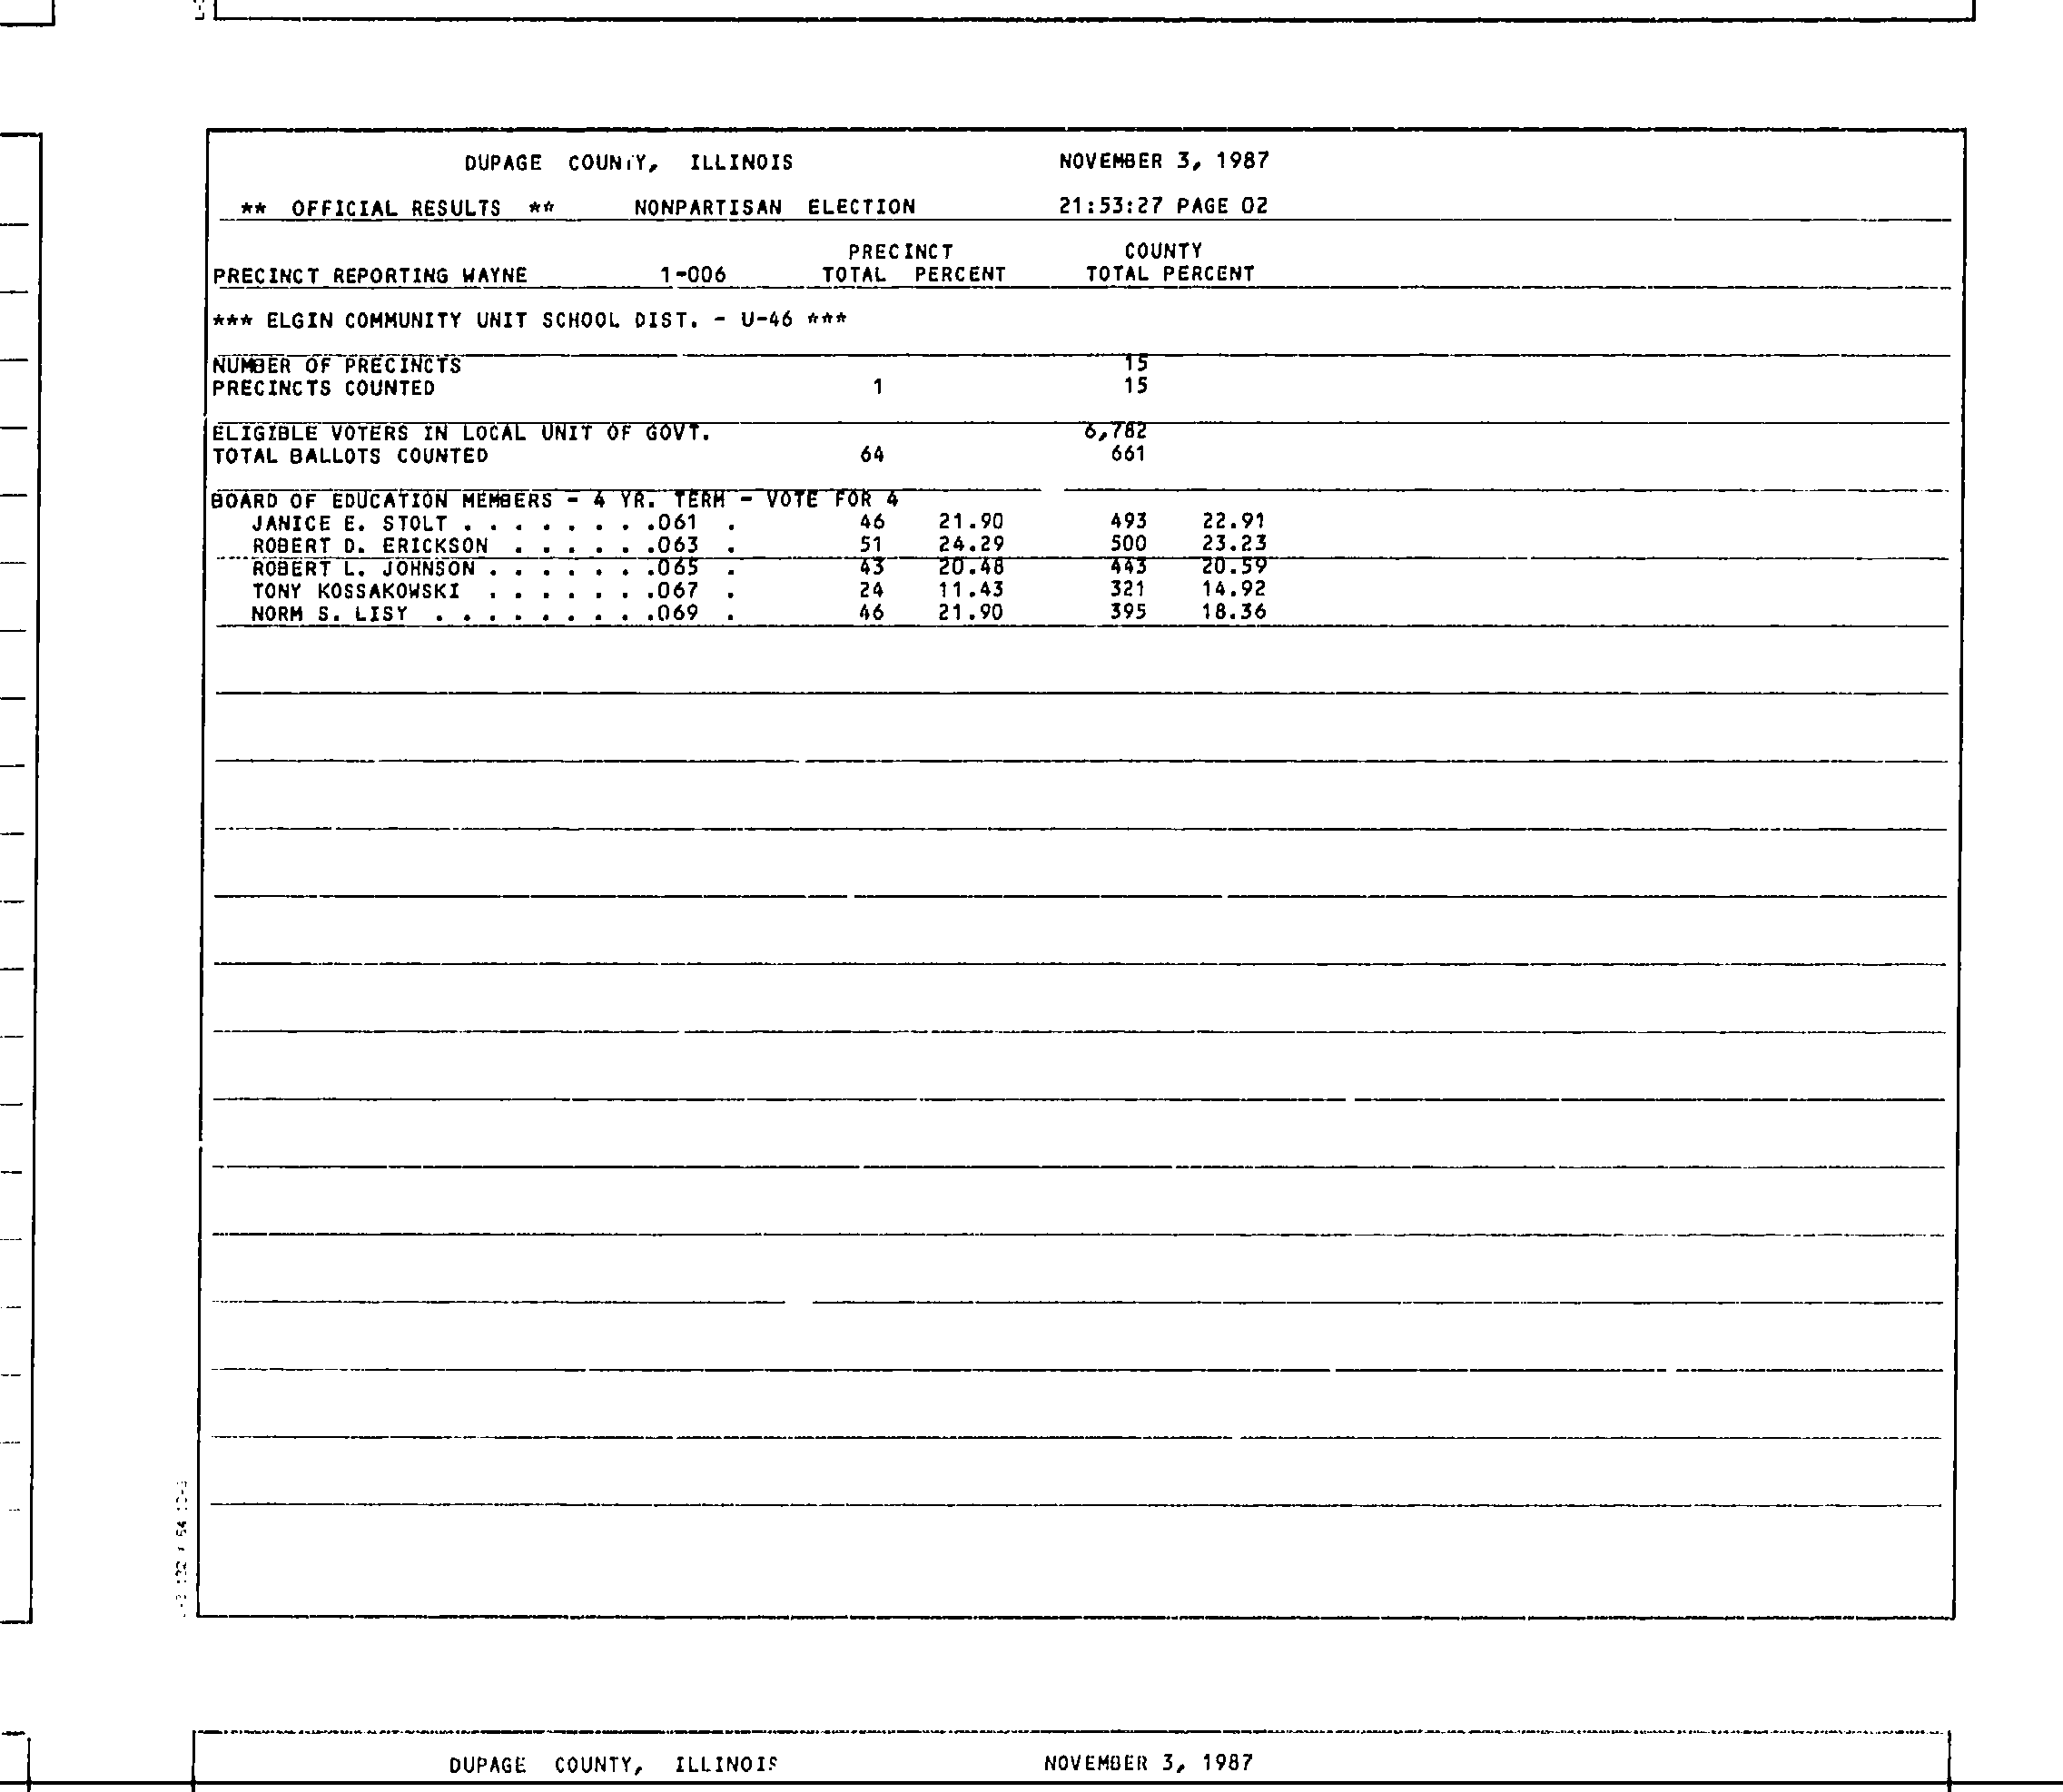 DUPAGE COUNTY, ILLINOIS NOVEMBER 3, 1987
** OFFICIAL RESULTS ** NONPARTISAN ELECTION 21:53:27 PAGE 02
PRECINCT COUNTY
PRECINCT REPORTING WAYNE 1-006 TOTAL PERCENT TOTAL PERCENT
*** ELGIN COMMUNITY UNIT SCHOOL DIST. - U-46 ***
NUMBER OF PRECINCTS 15
PRECINCTS COUNTED 1 15
ELIGIBLE VOTERS IN LOCAL UNIT OF GOVT. 6,782
TOTAL BALLOTS COUNTED 64 661
BOARD OF EDUCATION MEMBERS - 4 YR. TERM - VOTE FOR 4
JANICE E. STOLT . . . . . . . .061 . 46 21.90 493 22.91
ROBERT D. ERICKSON . . . . . .063 . 51 24.29 500 23.23
ROBERT L. JOHNSON . . . . . . .065 . 43 20.48 443 20.59
TONY KOSSAKOWSKI . . . . . . .067 . 24 11.43 321 14.92
NORM S. LISY . . . . . . . . .069 . 46 21.90 395 18.36
DUPAGE COUNTY, ILLINOIS NOVEMBER 3, 1987